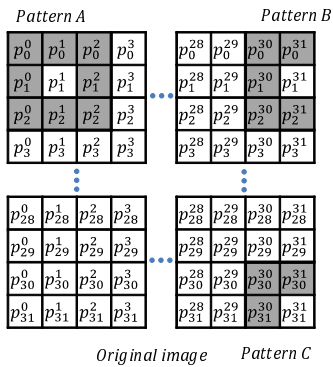 Pattern A Pattern B
p_0^0 p_0^1 p_0^2 p_0^3 p_0^28 p_0^29 p_0^30 p_0^31
p_1^0 p_1^1 p_1^2 p_1^3 p_1^28 p_1^29 p_1^30 p_1^31
p_2^0 p_2^1 p_2^2 p_2^3 p_2^28 p_2^29 p_2^30 p_2^31
p_3^0 p_3^1 p_3^2 p_3^3 p_3^28 p_3^29 p_3^30 p_3^31
p_28^0 p_28^1 p_28^2 p_28^3 p_28^28 p_28^29 p_28^30 p_28^31
p_29^0 p_29^1 p_29^2 p_29^3 p_29^28 p_29^29 p_29^30 p_29^31
p_30^0 p_30^1 p_30^2 p_30^3 p_30^28 p_30^29 p_30^30 p_30^31
p_31^0 p_31^1 p_31^2 p_31^3 p_31^28 p_31^29 p_31^30 p_31^31
Original image Pattern C